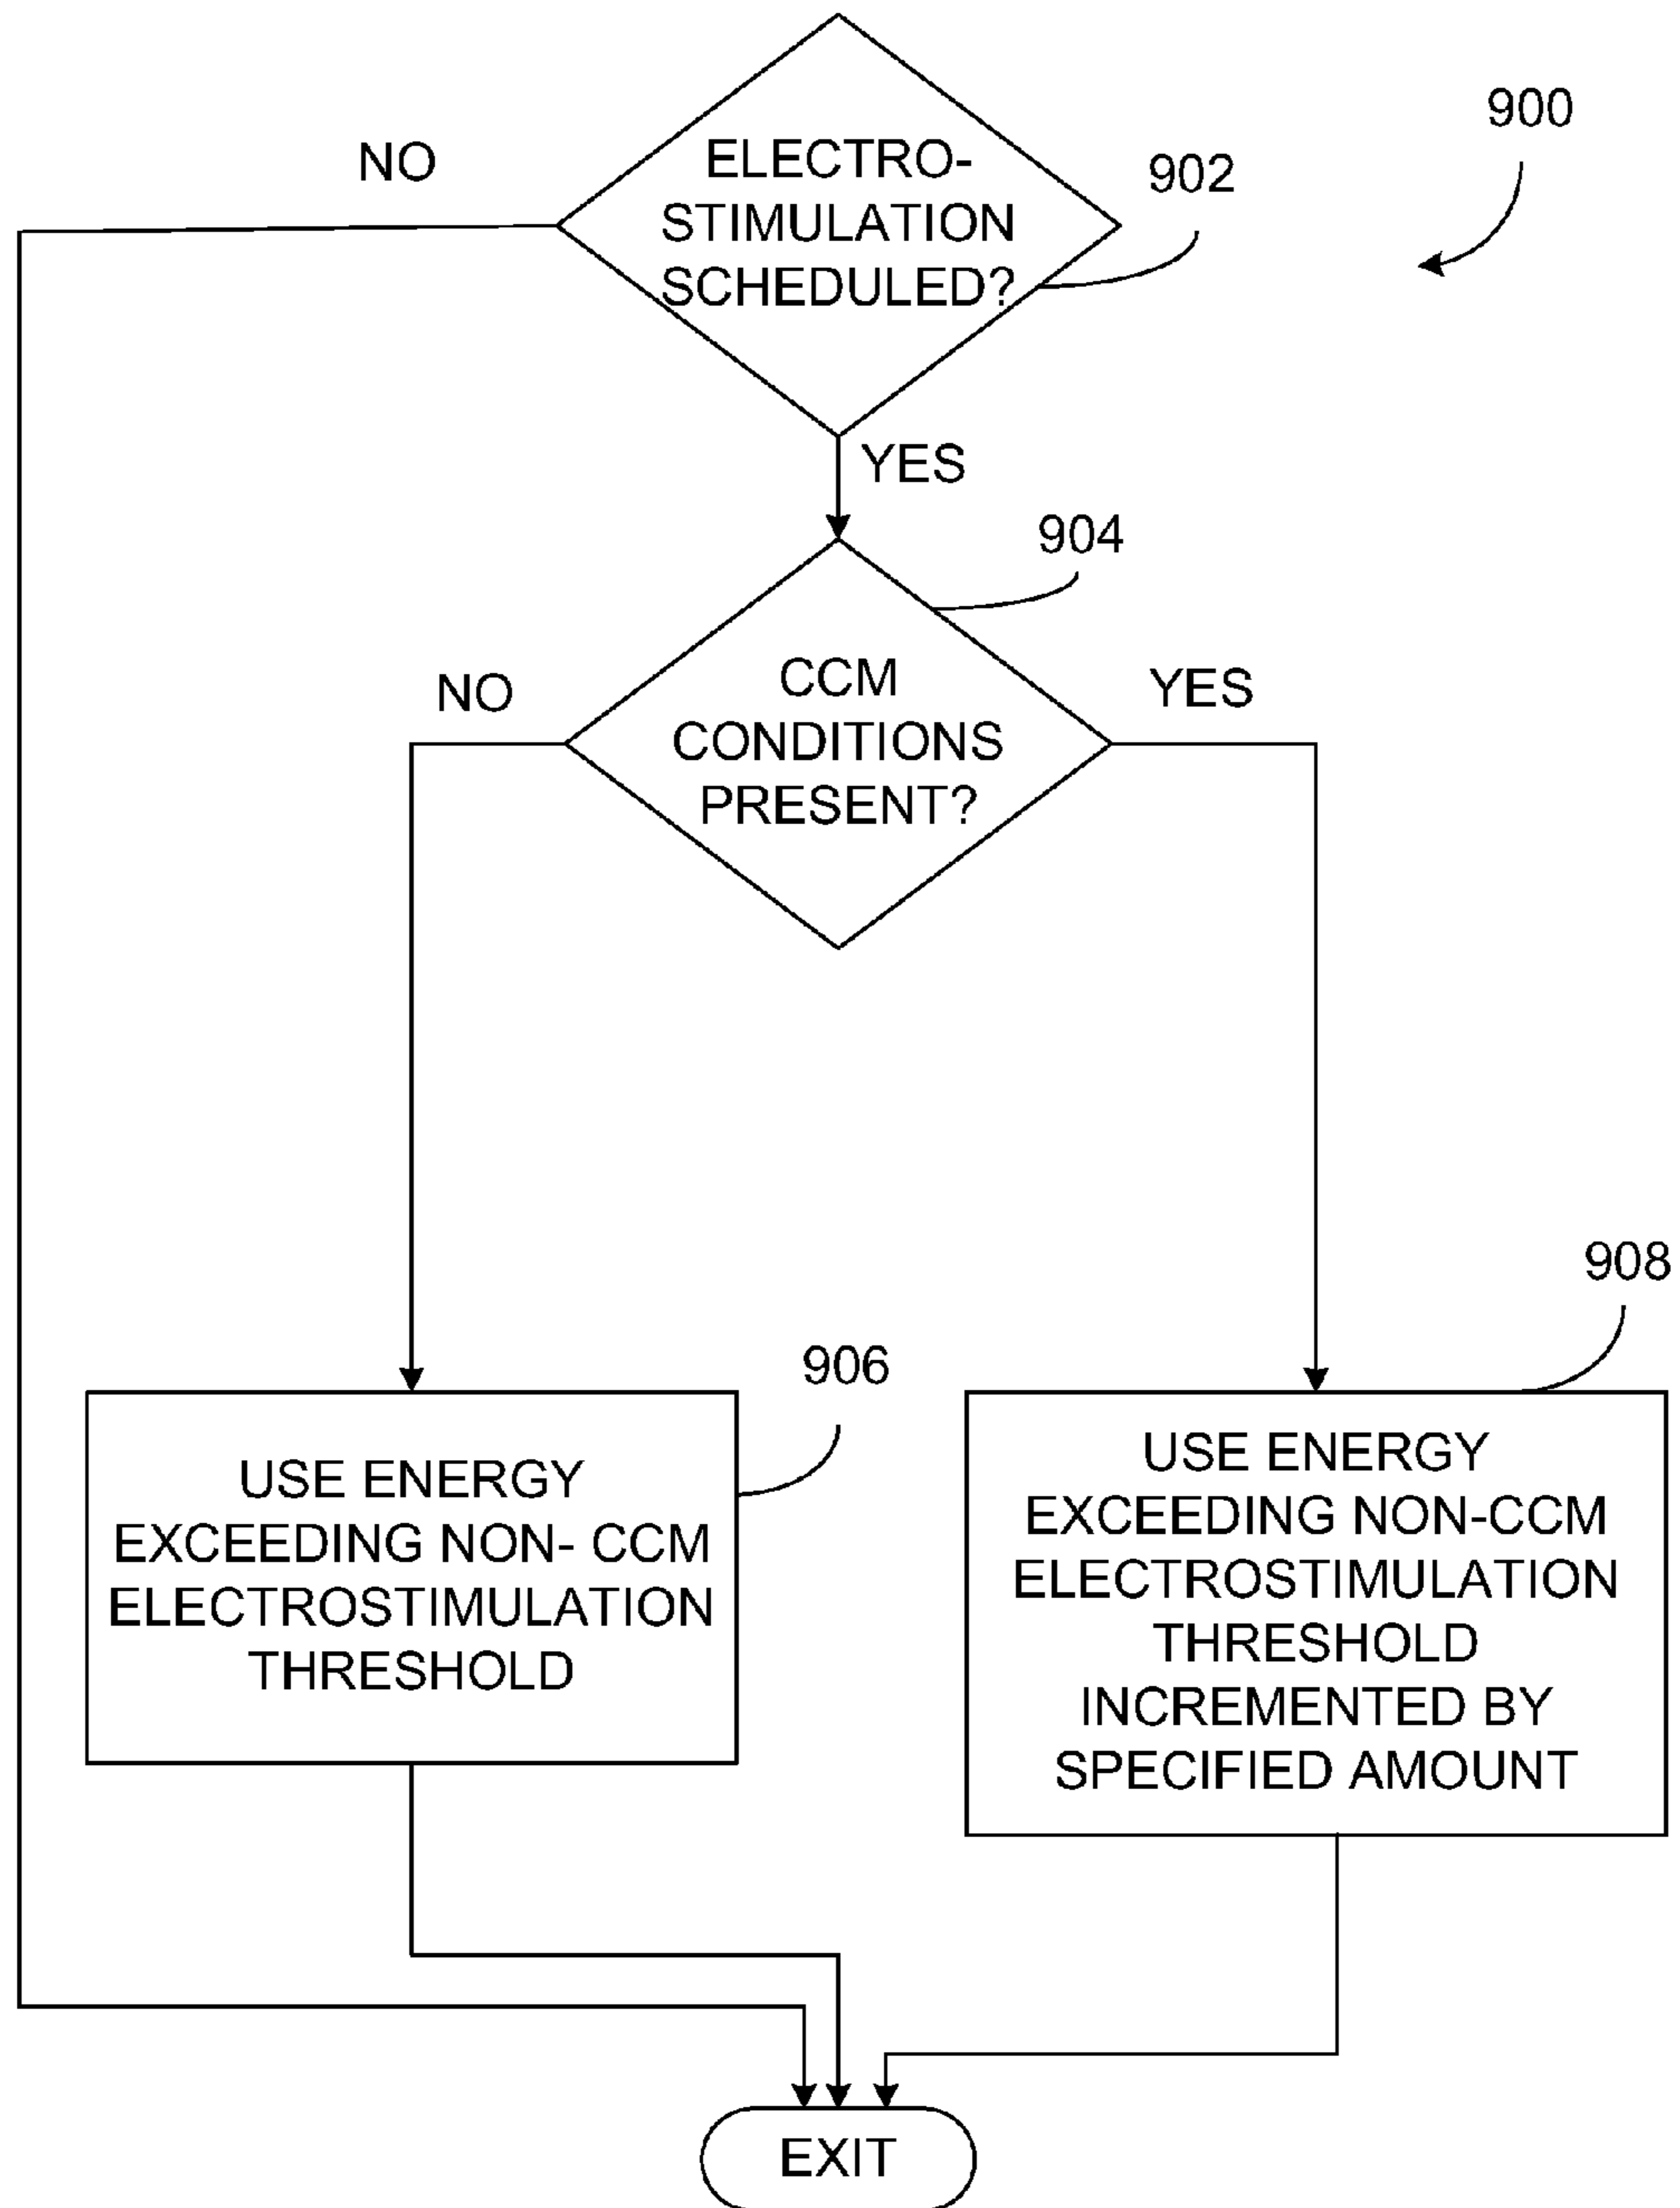 900
NO
ELECTRO-
STIMULATION
SCHEDULED?
902
YES
904
NO
CCM
CONDITIONS
PRESENT?
YES
906
USE ENERGY
EXCEEDING NON- CCM
ELECTROSTIMULATION
THRESHOLD
908
USE ENERGY
EXCEEDING NON-CCM
ELECTROSTIMULATION
THRESHOLD
INCREMENTED BY
SPECIFIED AMOUNT
EXIT